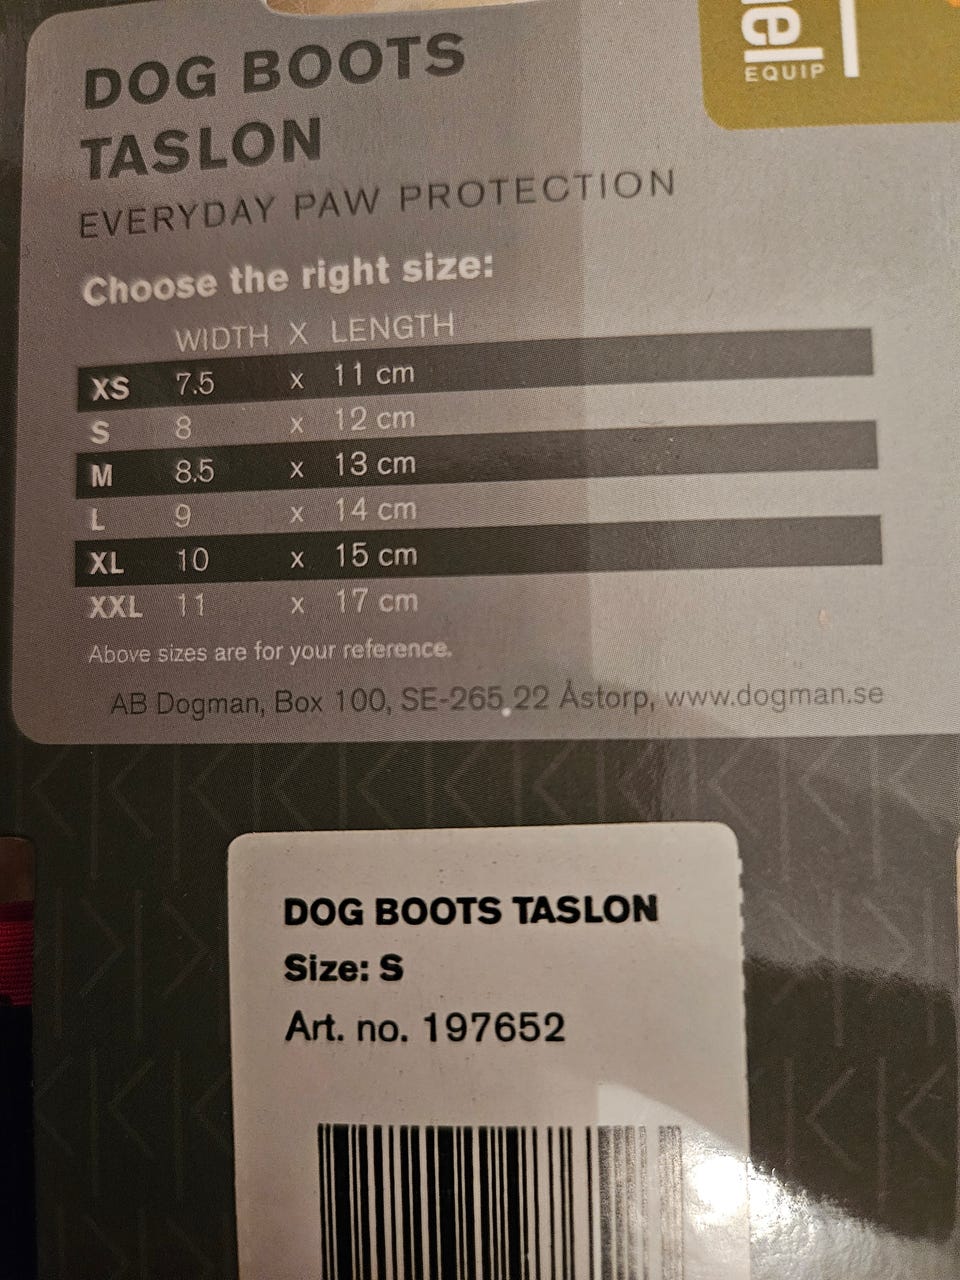 DOG BOOTS
TASLON
EVERYDAY PAW PROTECTION
EQUIP
Choose the right size:
WIDTH X LENGTH
XS 7.5 x 11 cm
S 8 x 12 cm
M 8.5 x 13 cm
L 9 x 14 cm
XL 10 x 15 cm
XXL 11 x 17 cm
Above sizes are for your reference.
AB Dogman, Box 100, SE-265 22 Åstorp, www.dogman.se
DOG BOOTS TASLON
Size: S
Art. no. 197652